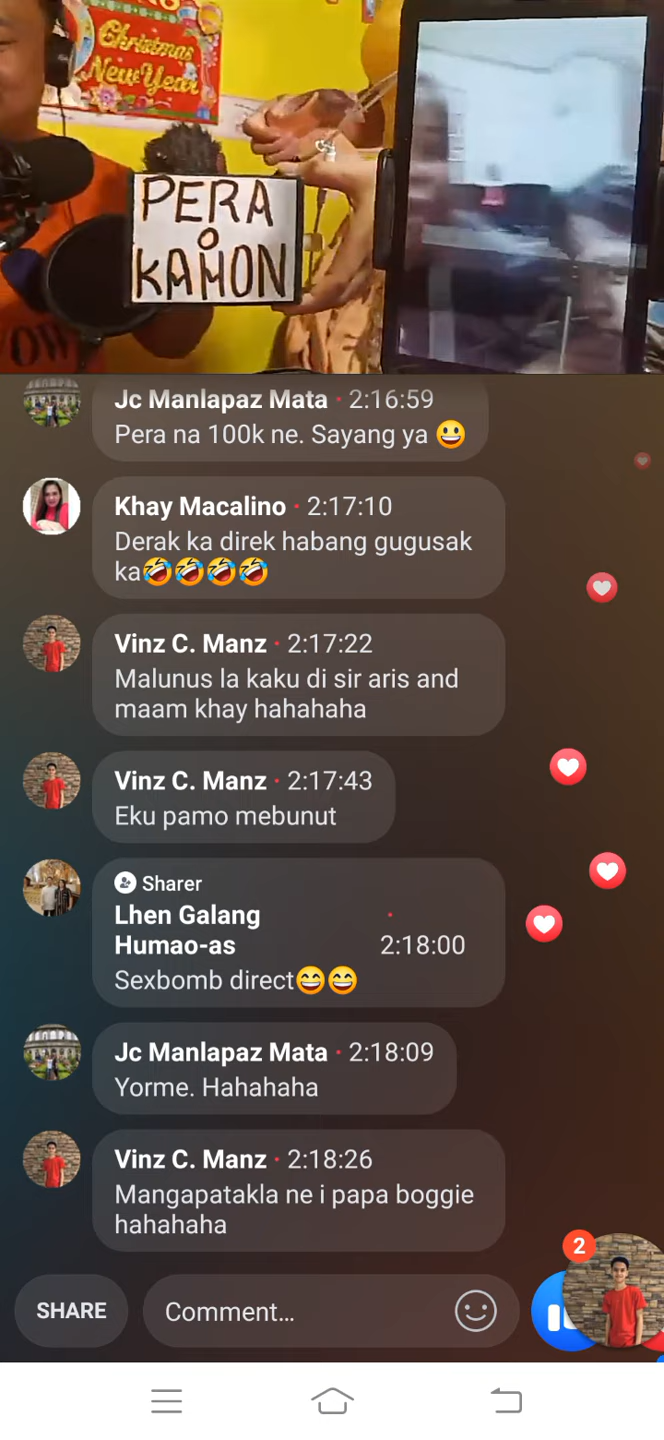 Christmas
New Year
PERA
O
KAHON
OW
Jc Manlapaz Mata · 2:16:59
Pera na 100k ne. Sayang ya 😃
Khay Macalino · 2:17:10
Derak ka direk habang gugusak
ka🤣🤣🤣🤣
Vinz C. Manz · 2:17:22
Malunus la kaku di sir aris and
maam khay hahahaha
Vinz C. Manz · 2:17:43
Eku pamo mebunut
Sharer
Lhen Galang ·
Humao-as 2:18:00
Sexbomb direct😄😄
Jc Manlapaz Mata · 2:18:09
Yorme. Hahahaha
Vinz C. Manz · 2:18:26
Mangapatakla ne i papa boggie
hahahaha
2
SHARE
Comment…